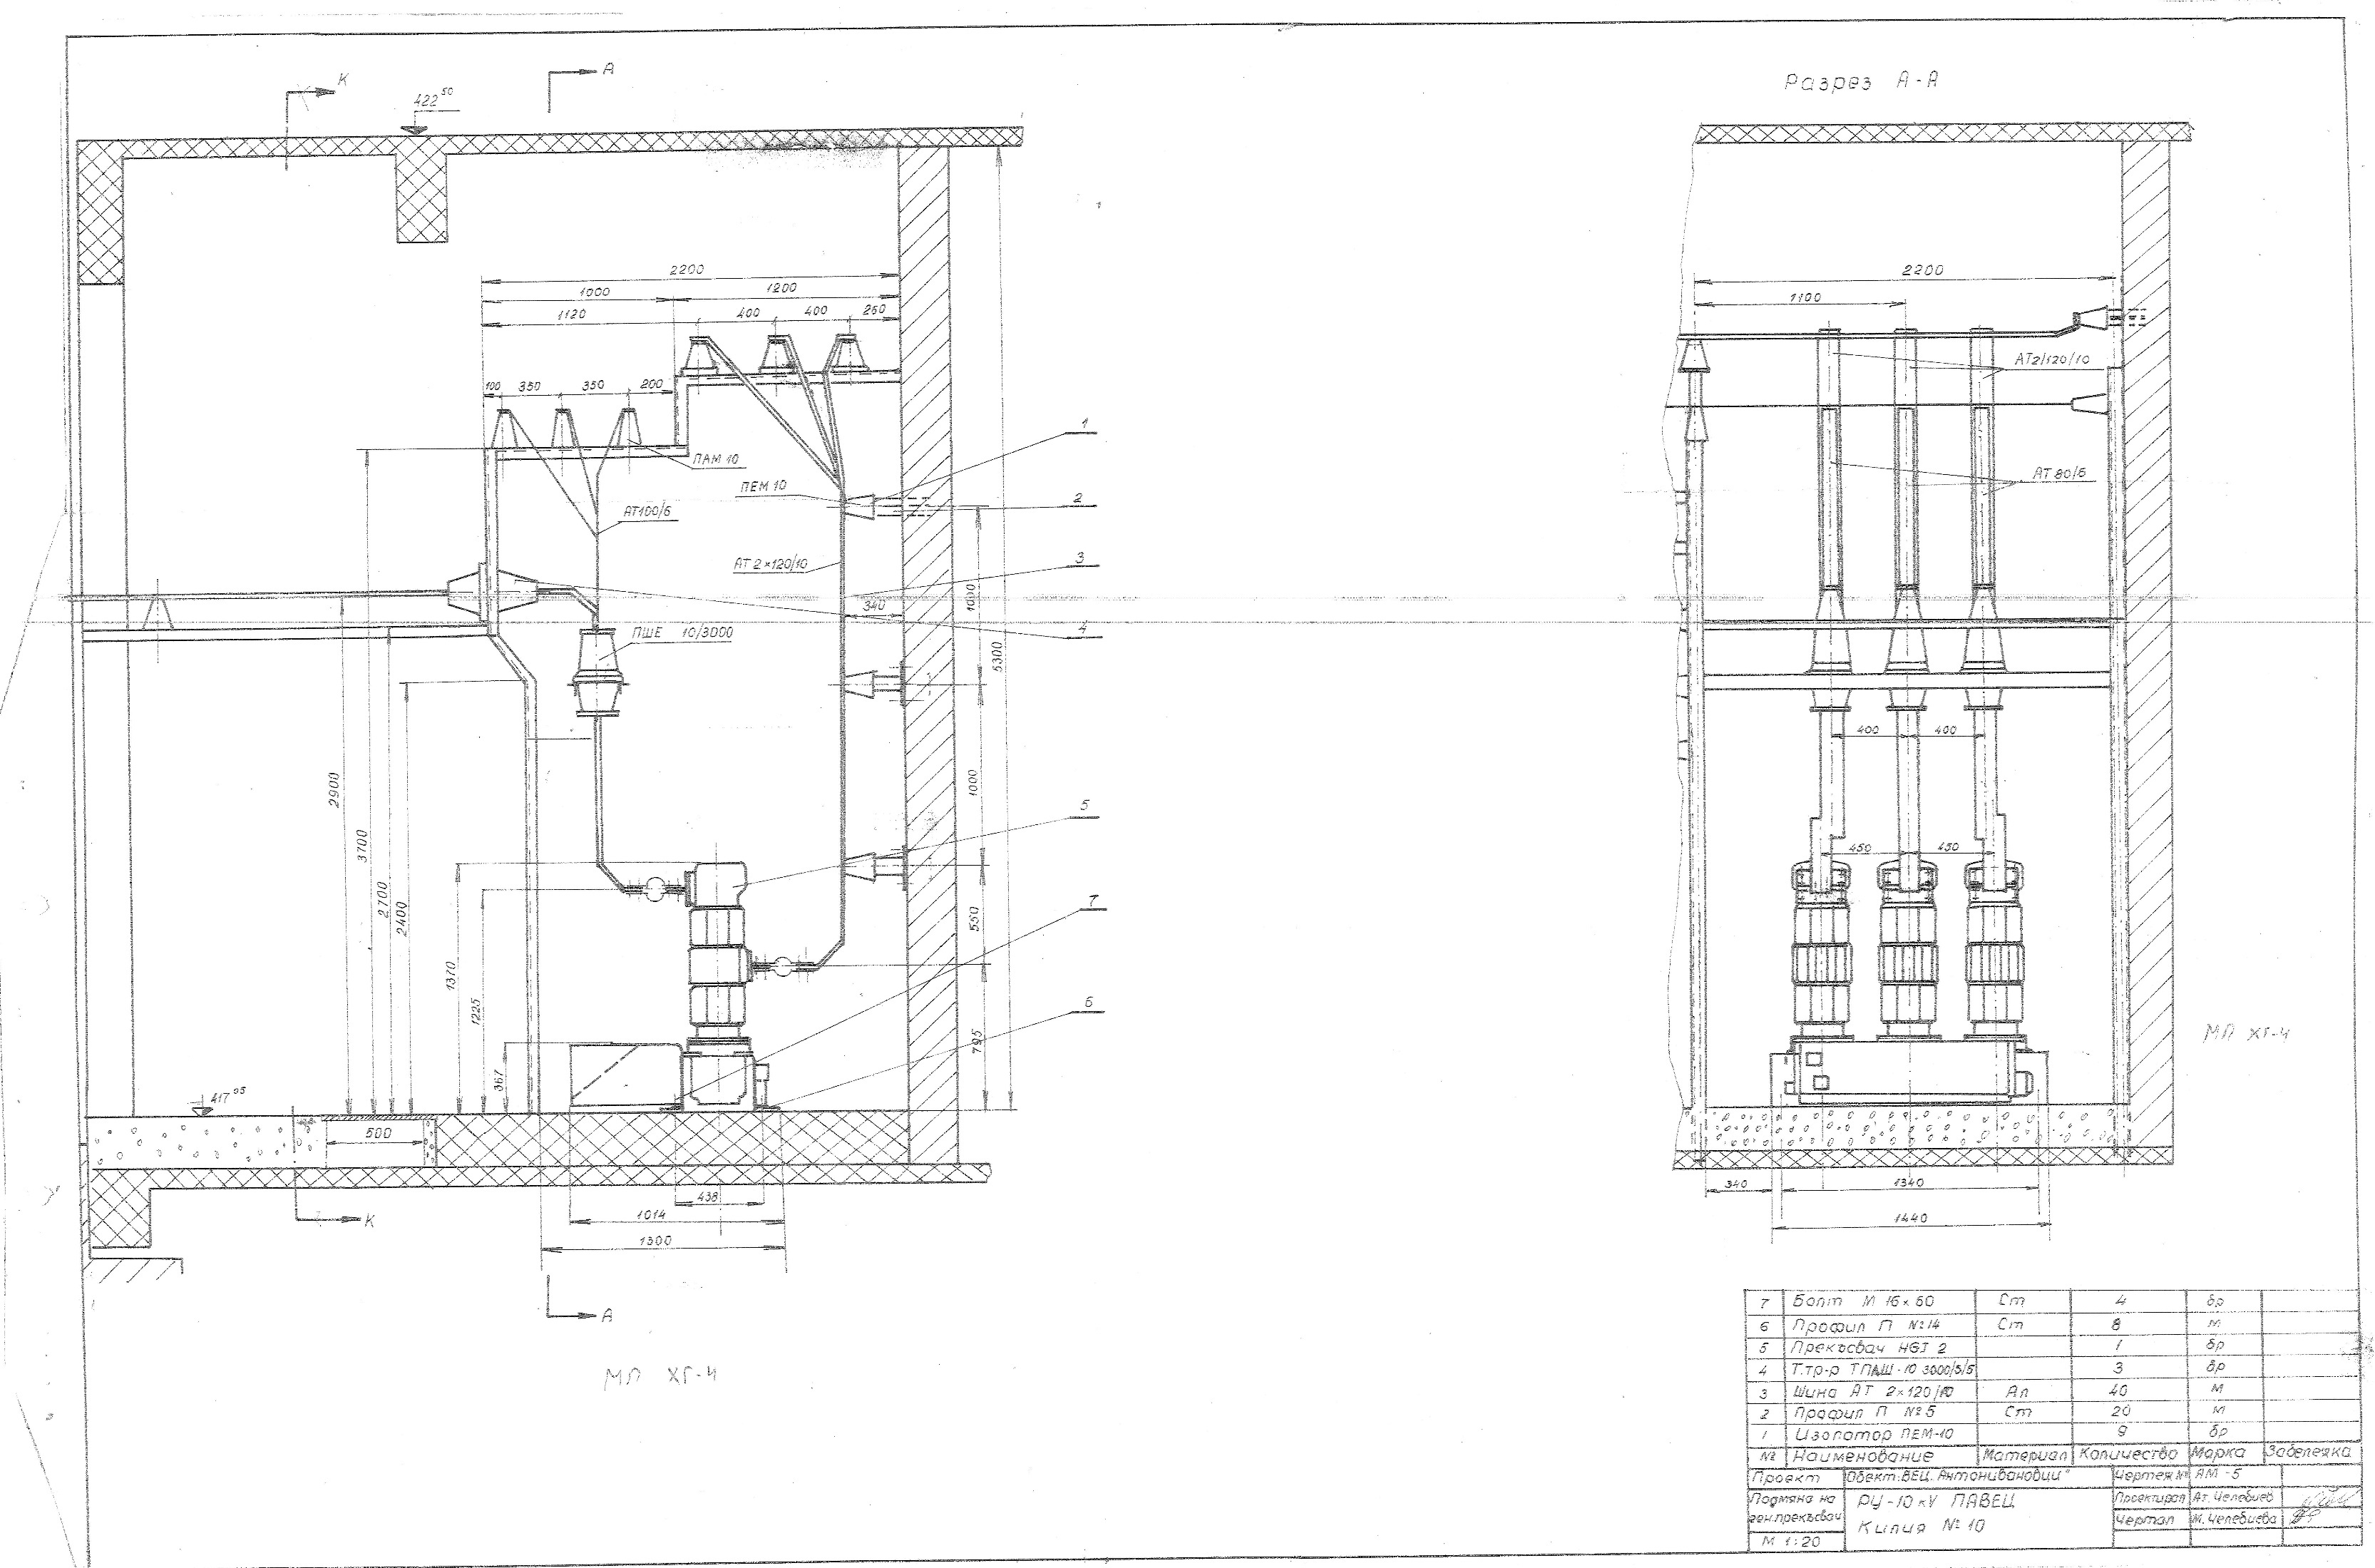 К
А
422⁵⁰
2200
1000
1200
1120
400
400
260
100
350
350
200
ПАМ 10
ПЕМ 10
АТ100/6
АТ 2×120/10
ПШЕ 10/3000
1
2
3
4
5
7
6
340
1000
1000
550
795
5300
2900
3700
2700
2400
1370
1225
367
417⁹⁵
500
438
1014
1300
К
А
МП ХГ-4
Разрез А-А
2200
1100
АТ2/120/10
АТ 80/6
400
400
450
450
340
1340
1440
МП ХГ-4
7 Болт М 16×60 Ст 4 бр
6 Профил П №14 Ст 8 м
5 Прекъсвач HGI 2 1 бр
4 Т.тр-р ТПАШ-10 3000/5/5 3 бр
3 Шина АТ 2×120/10 Ал 40 м
2 Профил П №5 Ст 20 м
1 Изолатор ПЕМ-10 9 бр
№ Наименование Материал Количество Марка Забележка
Проект Обект: ВЕЦ. Антонивановци" Чертеж № АМ-5
Подмяна на ген.прекъсвач РУ-10 кV ПАВЕЦ Проектирал Ат. Челебиев
Килия № 10 Чертал М. Челебиева
М 1:20